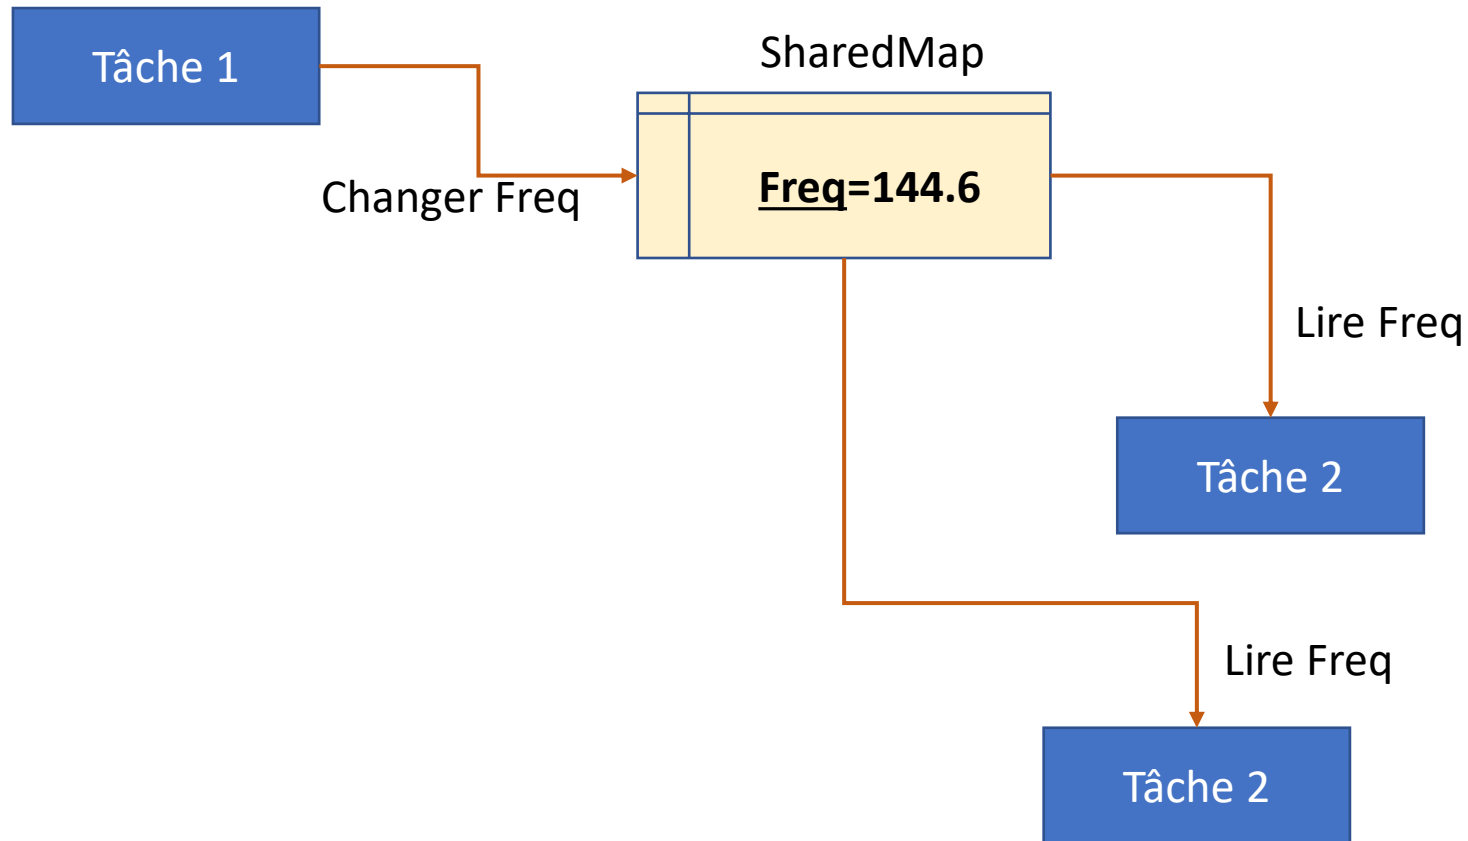 Tâche 1
SharedMap
Changer Freq
Freq=144.6
Lire Freq
Tâche 2
Lire Freq
Tâche 2